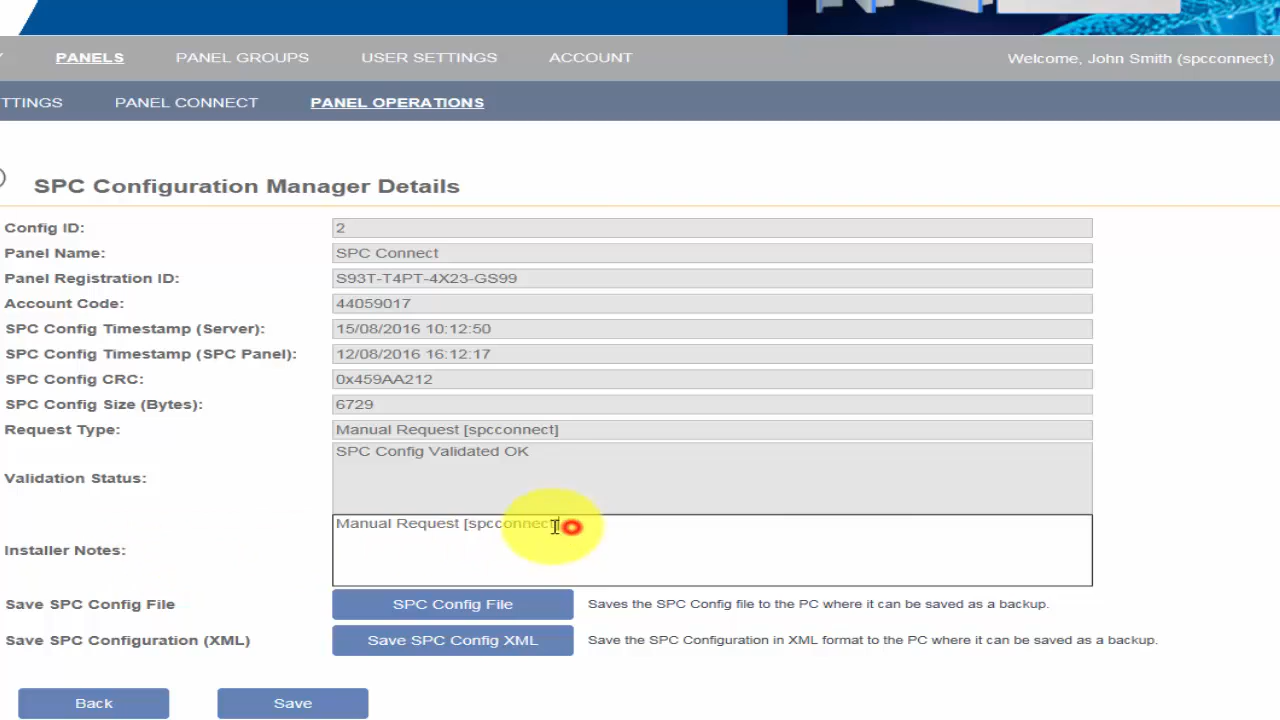 PANELS PANEL GROUPS USER SETTINGS ACCOUNT Welcome, John Smith (spcconnect)
TTINGS PANEL CONNECT PANEL OPERATIONS
SPC Configuration Manager Details
Config ID: 2
Panel Name: SPC Connect
Panel Registration ID: S93T-T4PT-4X23-GS99
Account Code: 44059017
SPC Config Timestamp (Server): 15/08/2016 10:12:50
SPC Config Timestamp (SPC Panel): 12/08/2016 16:12:17
SPC Config CRC: 0x459AA212
SPC Config Size (Bytes): 6729
Request Type: Manual Request [spcconnect]
Validation Status: SPC Config Validated OK
Installer Notes: Manual Request [spcconnect]
Save SPC Config File SPC Config File Saves the SPC Config file to the PC where it can be saved as a backup.
Save SPC Configuration (XML) Save SPC Config XML Save the SPC Configuration in XML format to the PC where it can be saved as a backup.
Back Save